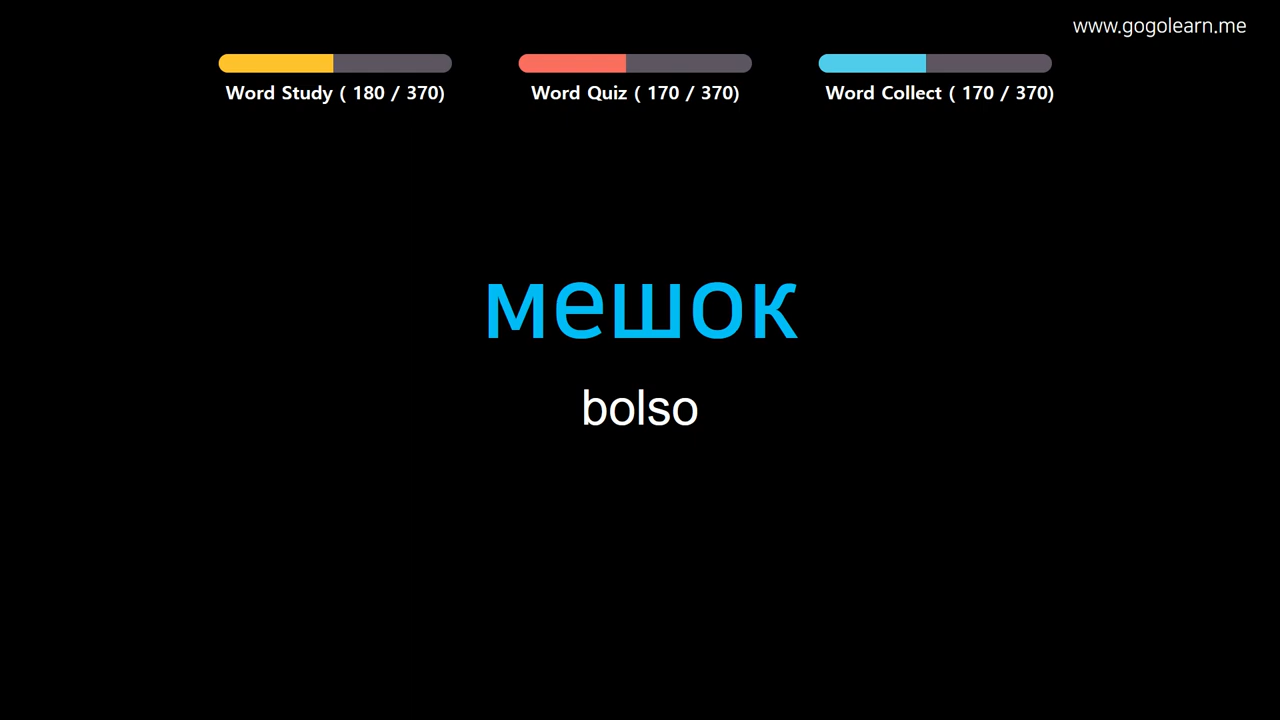 www.gogolearn.me
Word Study ( 180 / 370)
Word Quiz ( 170 / 370)
Word Collect ( 170 / 370)
мешок
bolso